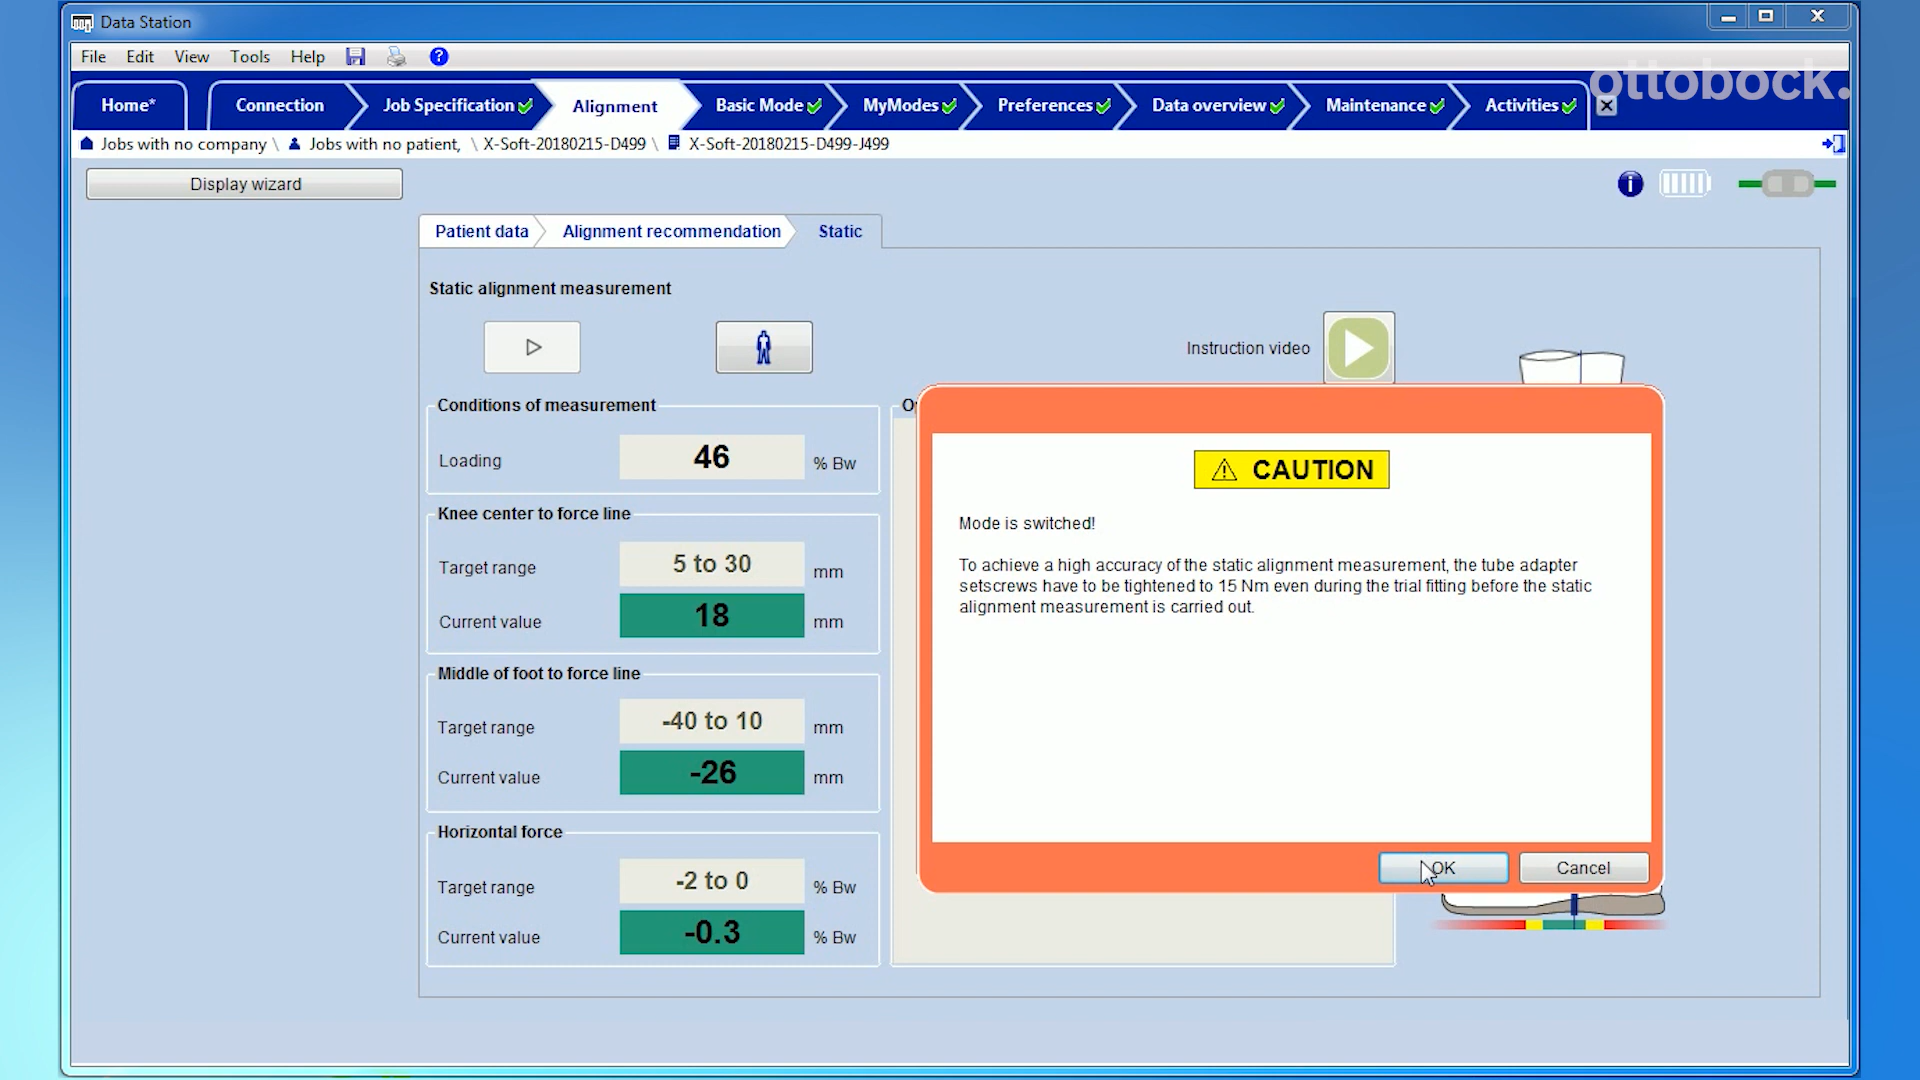 Data Station
File Edit View Tools Help
ottobock.
Home* Connection Job Specification Alignment Basic Mode MyModes Preferences Data overview Maintenance Activities
Jobs with no company \ Jobs with no patient, \ X-Soft-20180215-D499 \ X-Soft-20180215-D499-J499
Display wizard
Patient data Alignment recommendation Static
Static alignment measurement
Instruction video
Conditions of measurement
Loading 46 % Bw
Knee center to force line
Target range 5 to 30 mm
Current value 18 mm
Middle of foot to force line
Target range -40 to 10 mm
Current value -26 mm
Horizontal force
Target range -2 to 0 % Bw
Current value -0.3 % Bw
CAUTION
Mode is switched!
To achieve a high accuracy of the static alignment measurement, the tube adapter
setscrews have to be tightened to 15 Nm even during the trial fitting before the static
alignment measurement is carried out.
OK Cancel